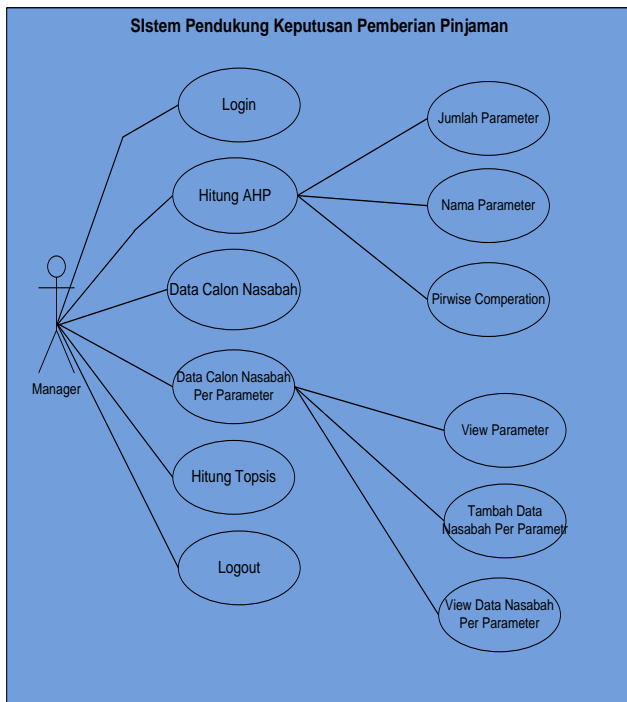 SIstem Pendukung Keputusan Pemberian Pinjaman
Login
Jumlah Parameter
Hitung AHP
Nama Parameter
Data Calon Nasabah
Pirwise Comperation
Manager
Data Calon Nasabah
Per Parameter
View Parameter
Hitung Topsis
Tambah Data
Nasabah Per Parametr
Logout
View Data Nasabah
Per Parameter